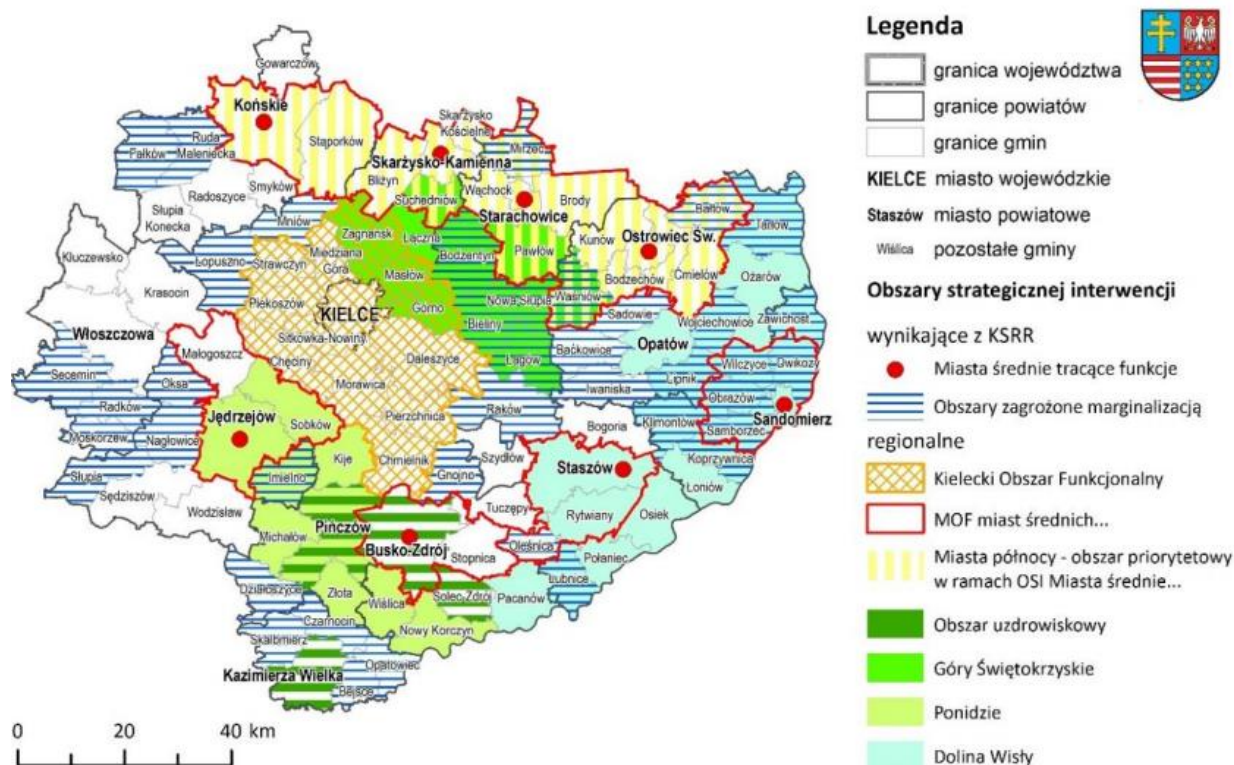 Gowarczów
Końskie
Stąporków
Skarżysko
Kościelne
Ruda
Maleniecka
Fałków
Mirzec
Skarżysko-Kamienna
Smyków
Bliżyn
Radoszyce
Suchedniów
Wąchock
Brody
Starachowice
Słupia
Konecka
Mniów
Zagnańsk
Łączna
Bałtów
Tarłów
Kunów
Ostrowiec Św.
Bodzentyn
Pawłów
Kluczewsko
Łopuszno
Strawczyn
Miedziana
Góra
Masłów
Bodzechów
Ćmielów
Ożarów
Krasocin
Piekoszów
KIELCE
Górno
Nowa Słupia
Waśniów
Sadowie
Wojciechowice
Zawichost
Włoszczowa
Sitkówka-Nowiny
Bieliny
Opatów
Małogoszcz
Chęciny
Daleszyce
Łagów
Baćkowice
Wilczyce
Dwikozy
Secemin
Oksa
Morawica
Iwaniska
Lipnik
Obrazów
Radków
Jędrzejów
Sobków
Pierzchnica
Raków
Klimontów
Sandomierz
Samborzec
Moskorzew
Nagłowice
Bogoria
Kije
Chmielnik
Szydłów
Staszów
Koprzywnica
Słupia
Imielno
Gnojno
Łoniów
Sędziszów
Wodzisław
Tuczępy
Rytwiany
Osiek
Pińczów
Michałów
Busko-Zdrój
Stopnica
Oleśnica
Połaniec
Łubnice
Działoszyce
Złota
Wiślica
Solec-Zdrój
Pacanów
Czarnocin
Nowy Korczyn
Skalbmierz
Opatowiec
Kazimierza Wielka
Bejsce
0 20 40 km
Legenda
granica województwa
granice powiatów
granice gmin
KIELCE miasto wojewódzkie
Staszów miasto powiatowe
Wiślica pozostałe gminy
Obszary strategicznej interwencji
wynikające z KSRR
Miasta średnie tracące funkcje
Obszary zagrożone marginalizacją
regionalne
Kielecki Obszar Funkcjonalny
MOF miast średnich...
Miasta północy - obszar priorytetowy
w ramach OSI Miasta średnie...
Obszar uzdrowiskowy
Góry Świętokrzyskie
Ponidzie
Dolina Wisły